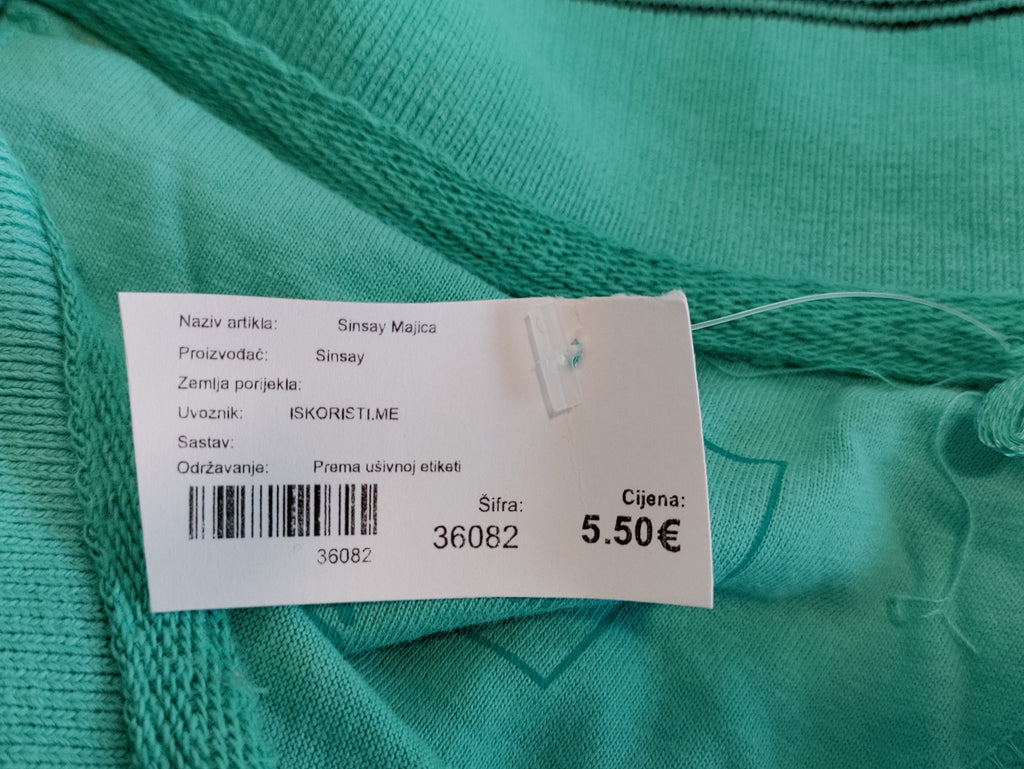 Naziv artikla: Sinsay Majica
Proizvođač: Sinsay
Zemlja porijekla:
Uvoznik: ISKORISTI.ME
Sastav:
Održavanje: Prema ušivnoj etiketi
36082
Šifra:
36082
Cijena:
5.50€